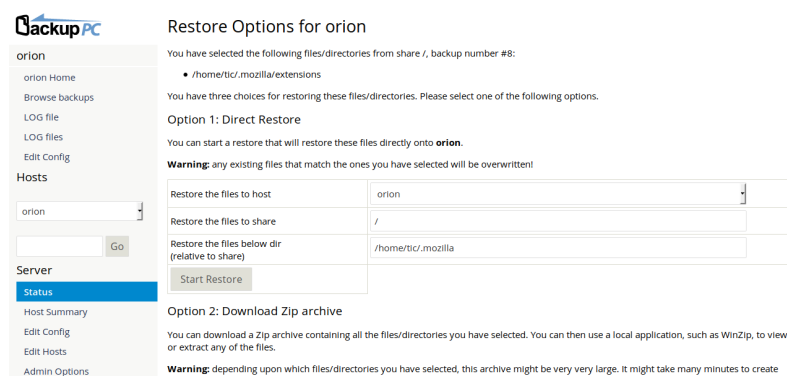 BackupPC
orion
orion Home
Browse backups
LOG file
LOG files
Edit Config
Hosts
orion
Go
Server
Status
Host Summary
Edit Config
Edit Hosts
Admin Options
Restore Options for orion
You have selected the following files/directories from share /, backup number #8:
• /home/tic/.mozilla/extensions
You have three choices for restoring these files/directories. Please select one of the following options.
Option 1: Direct Restore
You can start a restore that will restore these files directly onto orion.
Warning: any existing files that match the ones you have selected will be overwritten!
Restore the files to host
orion
Restore the files to share
/
Restore the files below dir
(relative to share)
/home/tic/.mozilla
Start Restore
Option 2: Download Zip archive
You can download a Zip archive containing all the files/directories you have selected. You can then use a local application, such as WinZip, to view
or extract any of the files.
Warning: depending upon which files/directories you have selected, this archive might be very very large. It might take many minutes to create